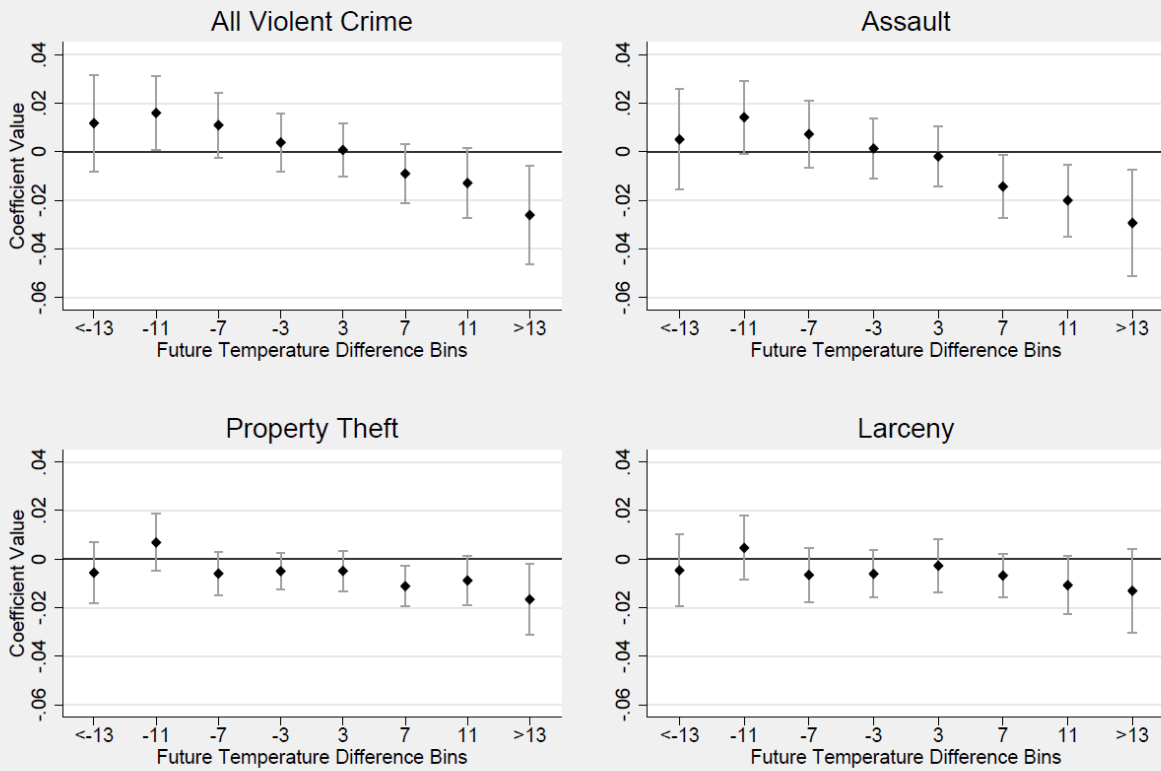 All Violent Crime
Coefficient Value
.04
.02
0
-.02
-.04
-.06
<-13 -11 -7 -3 3 7 11 >13
Future Temperature Difference Bins
Assault
.04
.02
0
-.02
-.04
-.06
<-13 -11 -7 -3 3 7 11 >13
Future Temperature Difference Bins
Property Theft
Coefficient Value
.04
.02
0
-.02
-.04
-.06
<-13 -11 -7 -3 3 7 11 >13
Future Temperature Difference Bins
Larceny
.04
.02
0
-.02
-.04
-.06
<-13 -11 -7 -3 3 7 11 >13
Future Temperature Difference Bins